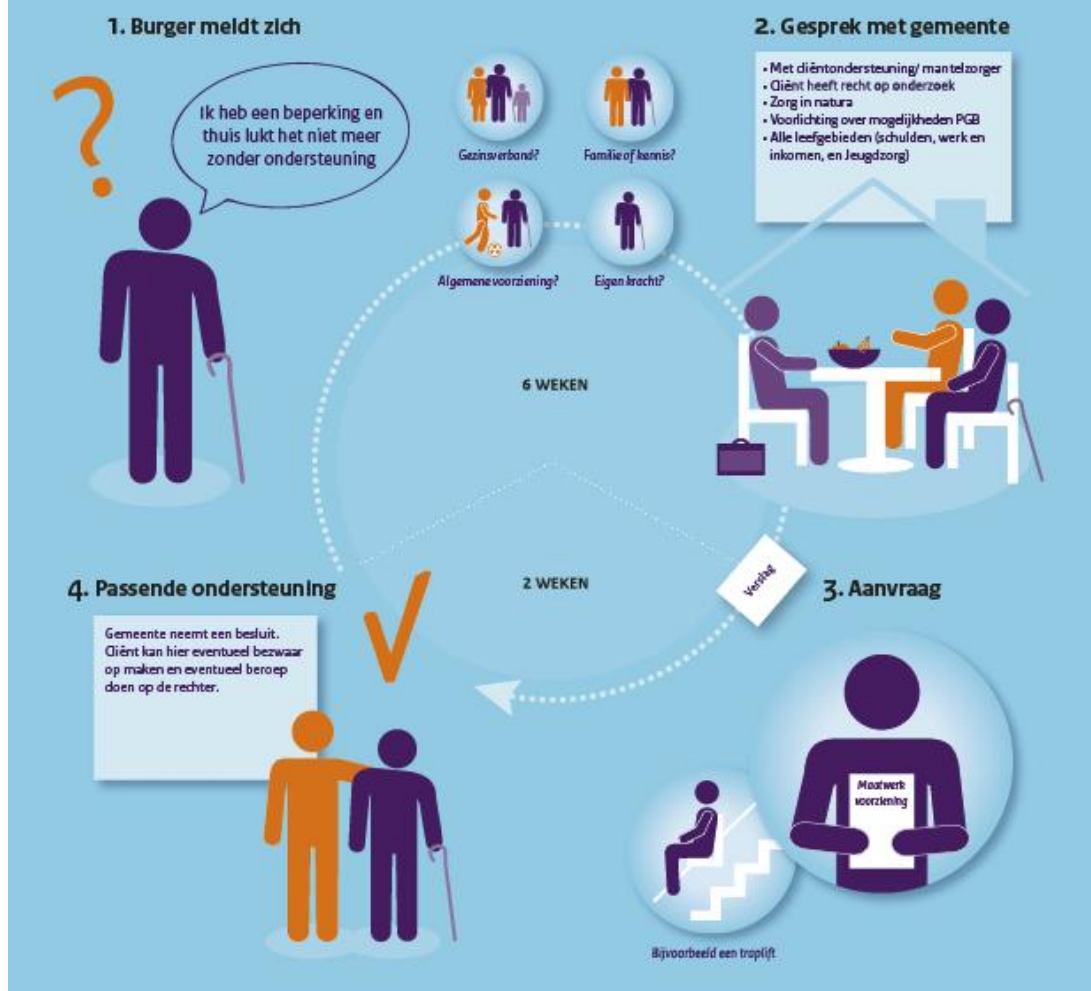 1. Burger meldt zich
Ik heb een beperking en
thuis lukt het niet meer
zonder ondersteuning
Gezinsverband?
Familie of kennis?
Algemene voorziening?
Eigen kracht?
2. Gesprek met gemeente
• Met cliëntondersteuning/ mantelzorger
• Cliënt heeft recht op onderzoek
• Zorg in natura
• Voorlichting over mogelijkheden PGB
• Alle leefgebieden (schulden, werk en
inkomen, en Jeugdzorg)
6 WEKEN
2 WEKEN
Verslag
3. Aanvraag
Maatwerk
voorziening
Bijvoorbeeld een traplift
4. Passende ondersteuning
Gemeente neemt een besluit.
Cliënt kan hier eventueel bezwaar
op maken en eventueel beroep
doen op de rechter.